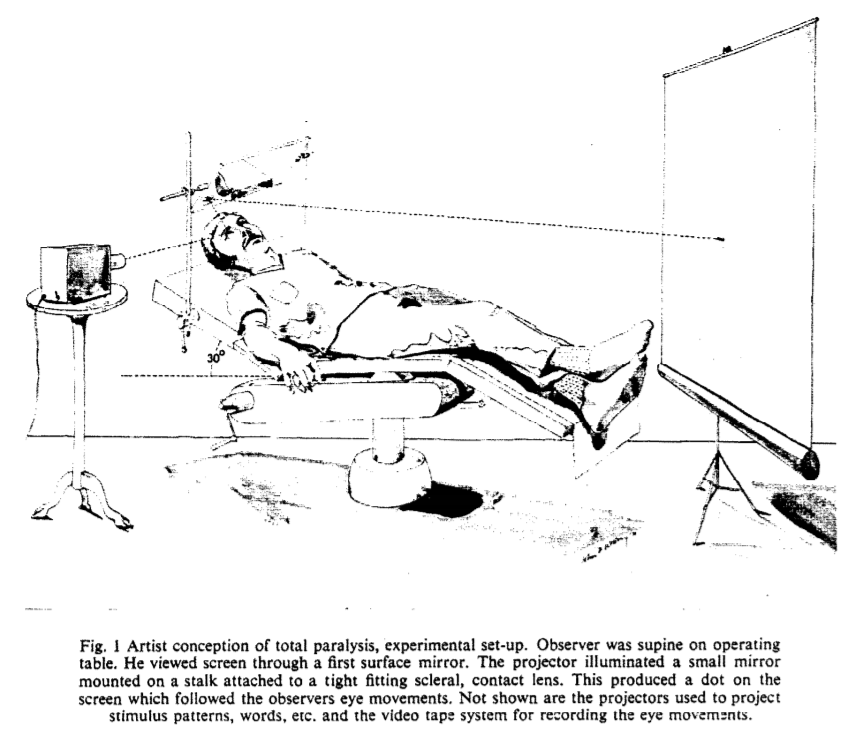 30°
Fig. 1 Artist conception of total paralysis, experimental set-up. Observer was supine on operating
table. He viewed screen through a first surface mirror. The projector illuminated a small mirror
mounted on a stalk attached to a tight fitting scleral, contact lens. This produced a dot on the
screen which followed the observers eye movements. Not shown are the projectors used to project
stimulus patterns, words, etc. and the video tape system for recording the eye movements.